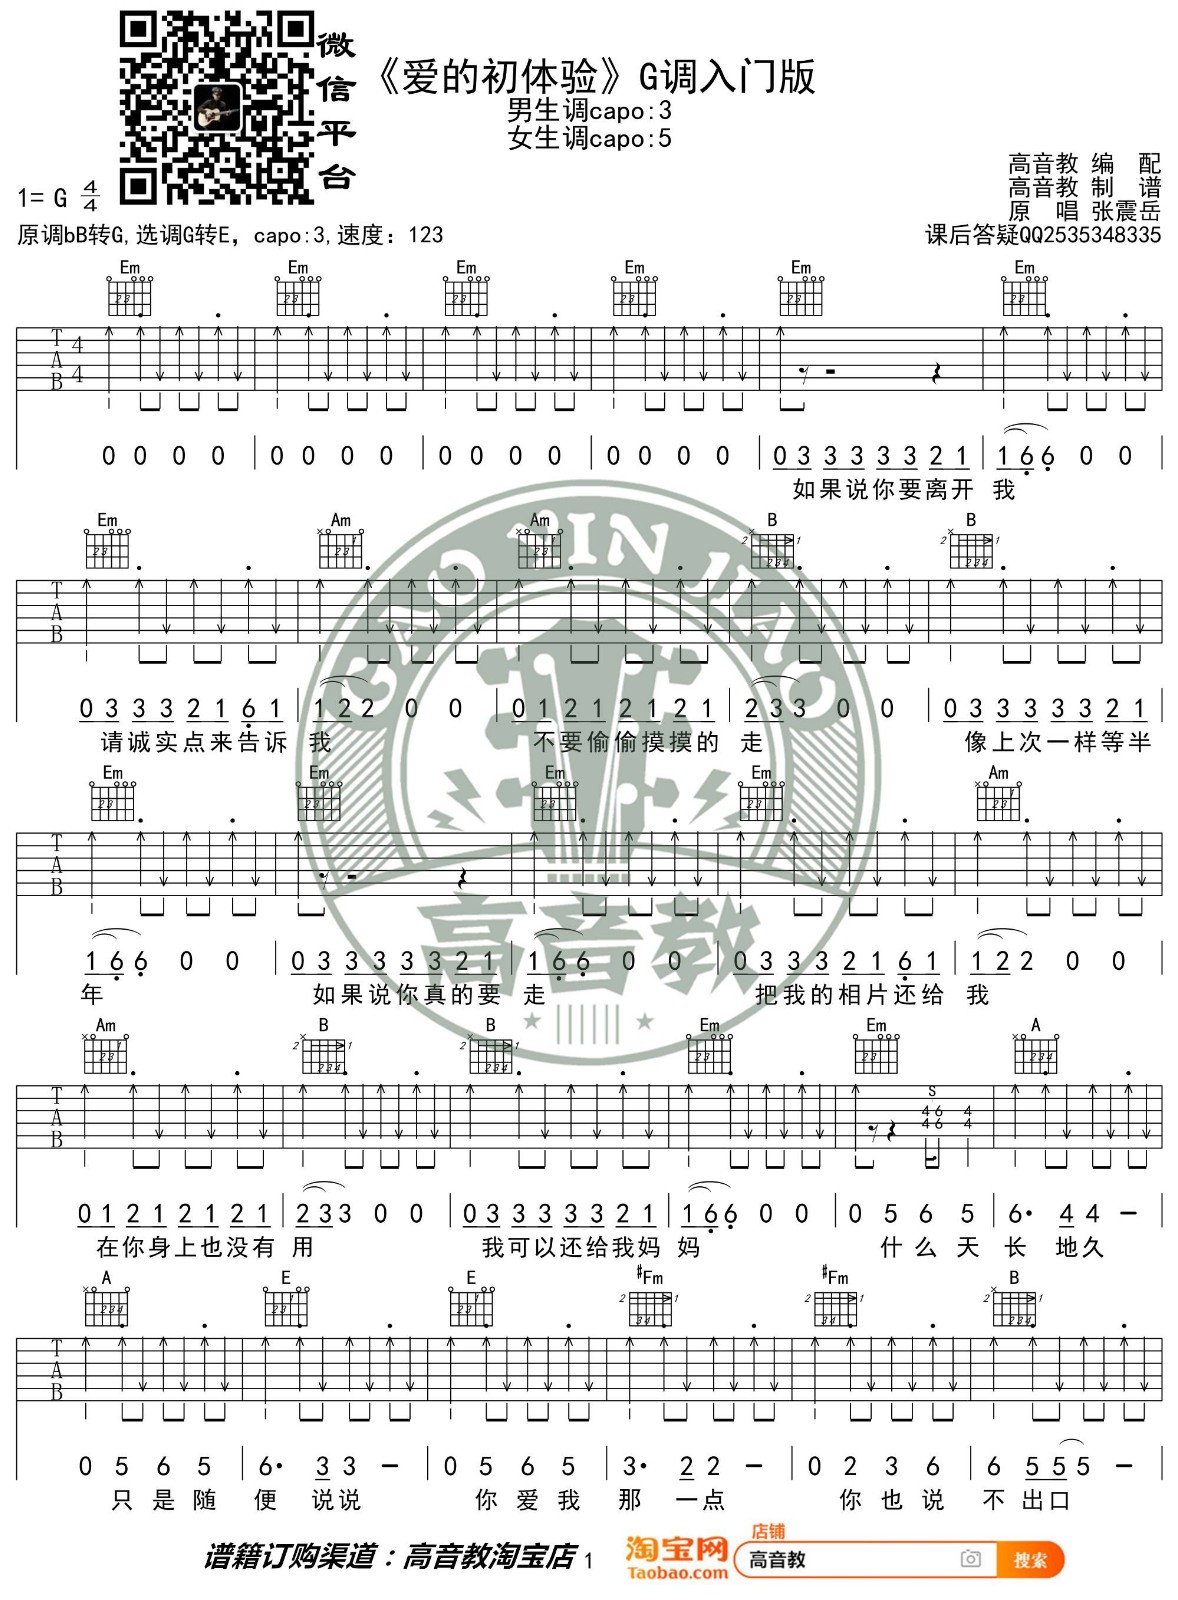 微信平台
《爱的初体验》G调入门版
男生调capo:3
女生调capo:5
高音教 编 配
高音教 制 谱
原 唱 张震岳
1= G 4/4
原调bB转G,选调G转E，capo:3,速度：123
课后答疑QQ2535348335
Em Em Em Em Em Em
T A B 4 4
0 0 0 0 | 0 0 0 0 | 0 0 0 0 | 0 0 0 0 | 0 3 3 3 3 3 2 1 | 1 6 6 0 0
如果说你要离开 我
Em Am Am B B
T A B
0 3 3 3 2 1 6 1 | 1 2 2 0 0 | 0 1 2 1 2 1 2 1 | 2 3 3 0 0 | 0 3 3 3 3 3 2 1
请诚实点来告诉 我 不要偷偷摸摸的 走 像上次一样等半
Em Em Em Em Am
T A B
1 6 6 0 0 | 0 3 3 3 3 3 2 1 | 1 6 6 0 0 | 0 3 3 3 2 1 6 1 | 1 2 2 0 0
年 如果说你真的要 走 把我的相片还给 我
Am B B Em Em A
T A B S 4 6 4 4 6 4
0 1 2 1 2 1 2 1 | 2 3 3 0 0 | 0 3 3 3 3 3 2 1 | 1 6 6 0 0 | 0 5 6 5 | 6· 4 4 –
在你身上也没有 用 我可以还给我妈 妈 什么天 长 地久
A E E #Fm #Fm B
T A B
0 5 6 5 | 6· 3 3 – | 0 5 6 5 | 3· 2 2 – | 0 2 3 6 | 6 5 5 5 –
只是随 便 说说 你爱我 那 一点 你也说 不 出口
GAO YIN JIAO
高音教
谱籍订购渠道：高音教淘宝店 1
淘宝网
Taobao.com
店铺
高音教
搜索